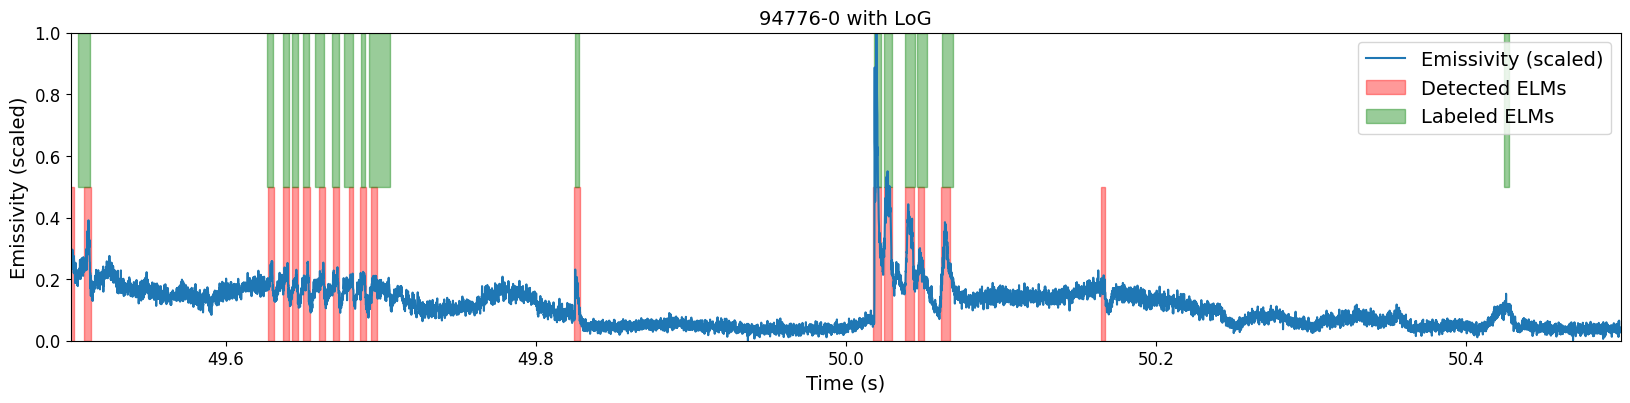 94776-0 with LoG
Emissivity (scaled)
1.0
0.8
0.6
0.4
0.2
0.0
Emissivity (scaled)
Detected ELMs
Labeled ELMs
49.6
49.8
50.0
50.2
50.4
Time (s)